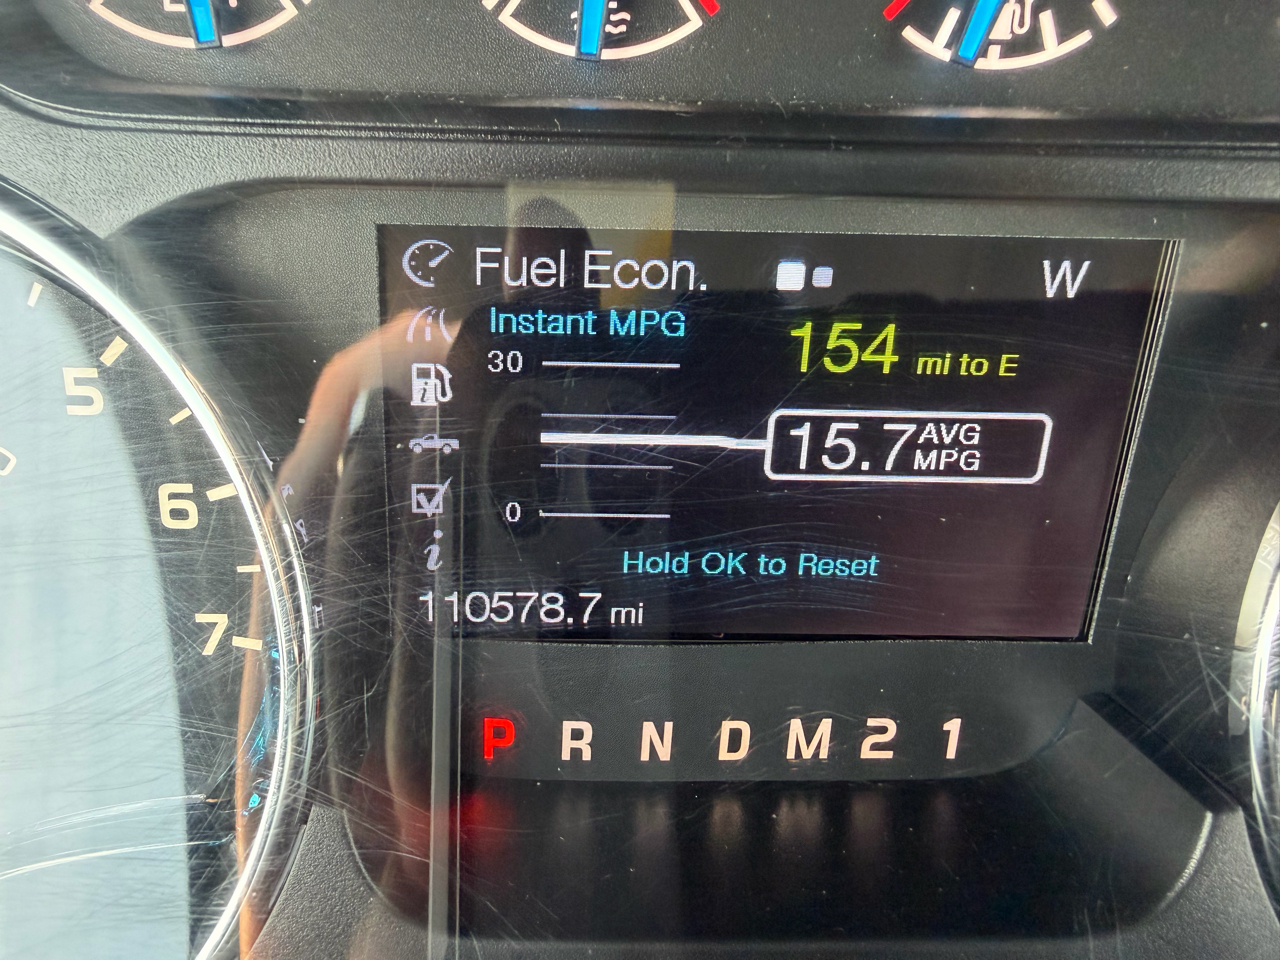 Fuel Econ.
W
Instant MPG
30
154 mi to E
15.7 AVG MPG
0
Hold OK to Reset
110578.7 mi
5
6
7
P R N D M 2 1